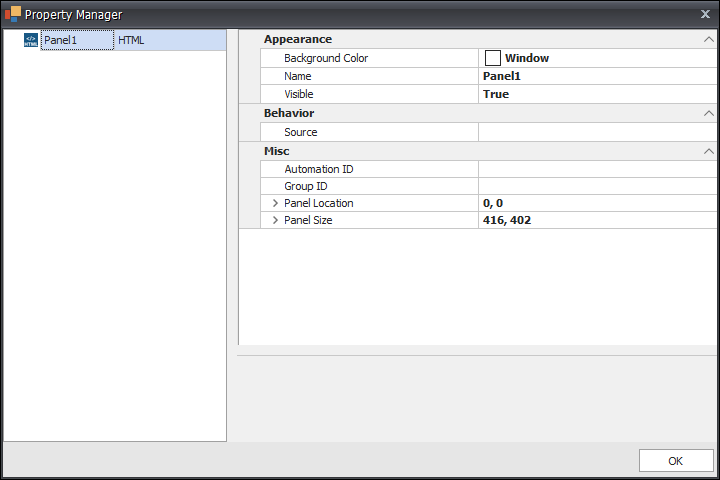 Property Manager
Panel1 HTML
Appearance
Background Color Window
Name Panel1
Visible True
Behavior
Source
Misc
Automation ID
Group ID
Panel Location 0, 0
Panel Size 416, 402
OK